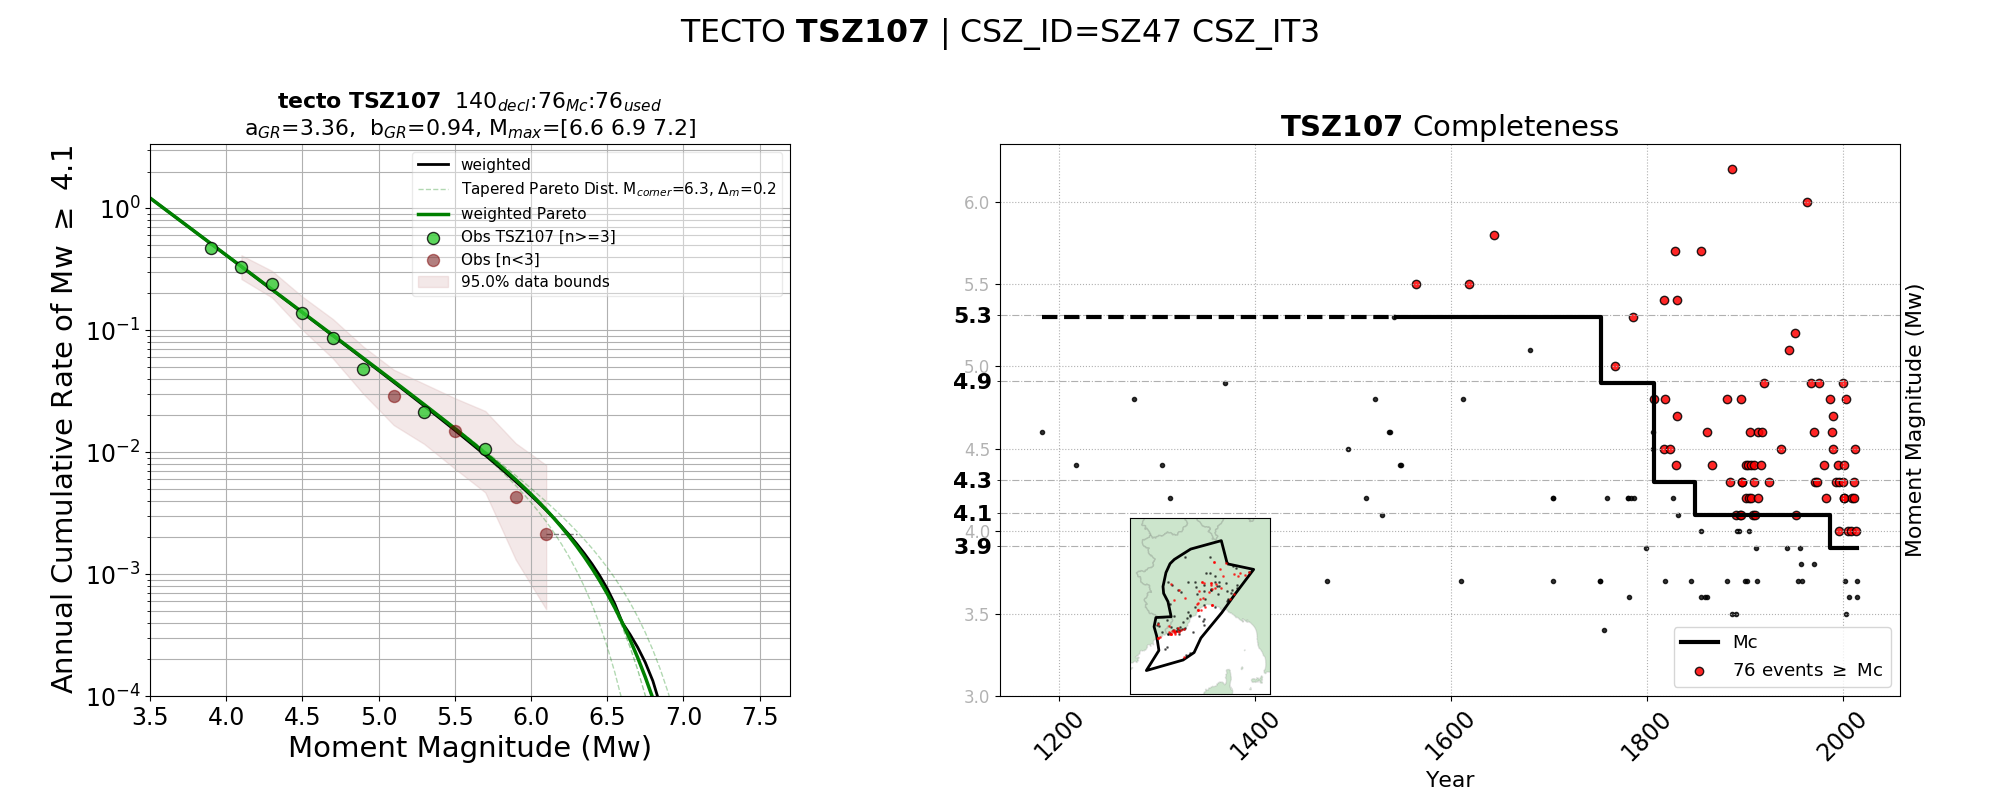 TECTO TSZ107 | CSZ_ID=SZ47 CSZ_IT3
tecto TSZ107 140decl:76Mc:76used
aGR=3.36, bGR=0.94, Mmax=[6.6 6.9 7.2]
Annual Cumulative Rate of Mw ≥ 4.1
10^0
10^-1
10^-2
10^-3
10^-4
weighted
Tapered Pareto Dist. Mcorner=6.3, Δm=0.2
weighted Pareto
Obs TSZ107 [n>=3]
Obs [n<3]
95.0% data bounds
3.5 4.0 4.5 5.0 5.5 6.0 6.5 7.0 7.5
Moment Magnitude (Mw)
TSZ107 Completeness
6.0
5.5
5.3
5.0
4.9
4.5
4.3
4.1
4.0
3.9
3.5
3.0
Moment Magnitude (Mw)
Mc
76 events ≥ Mc
1200 1400 1600 1800 2000
Year